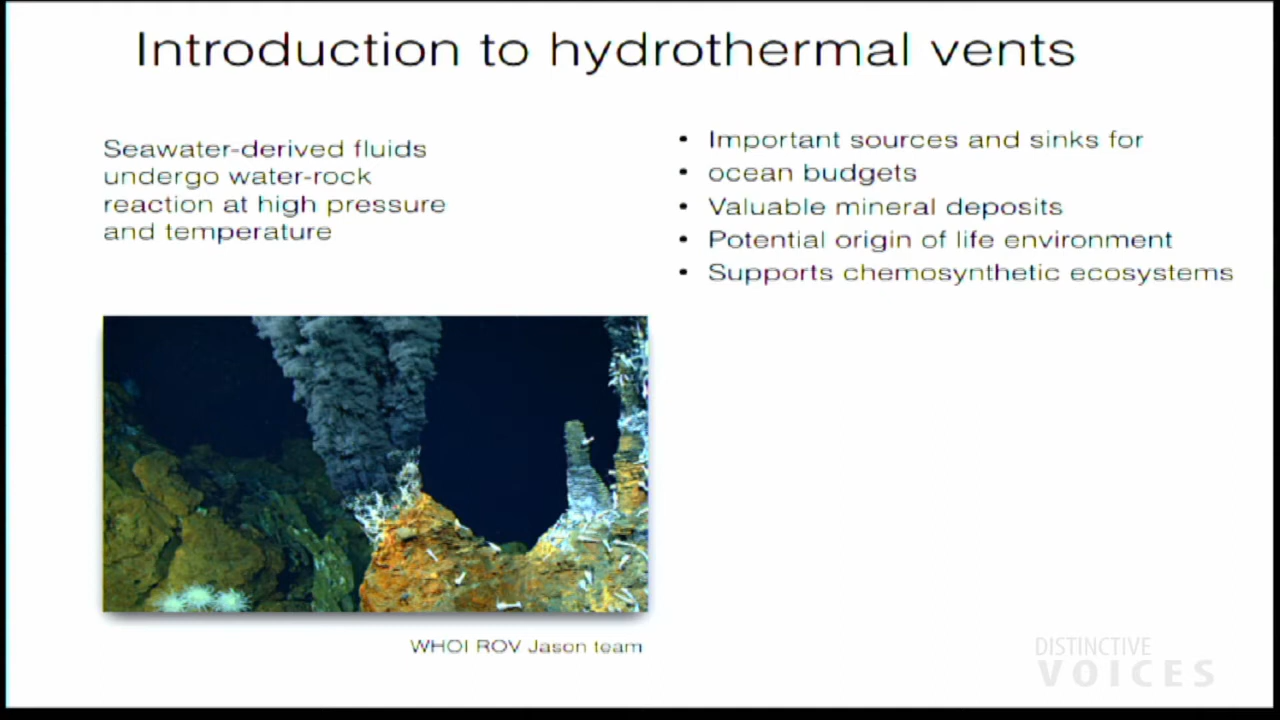 Introduction to hydrothermal vents
Seawater-derived fluids
undergo water-rock
reaction at high pressure
and temperature
• Important sources and sinks for
• ocean budgets
• Valuable mineral deposits
• Potential origin of life environment
• Supports chemosynthetic ecosystems
WHOI ROV Jason team
DISTINCTIVE
VOICES